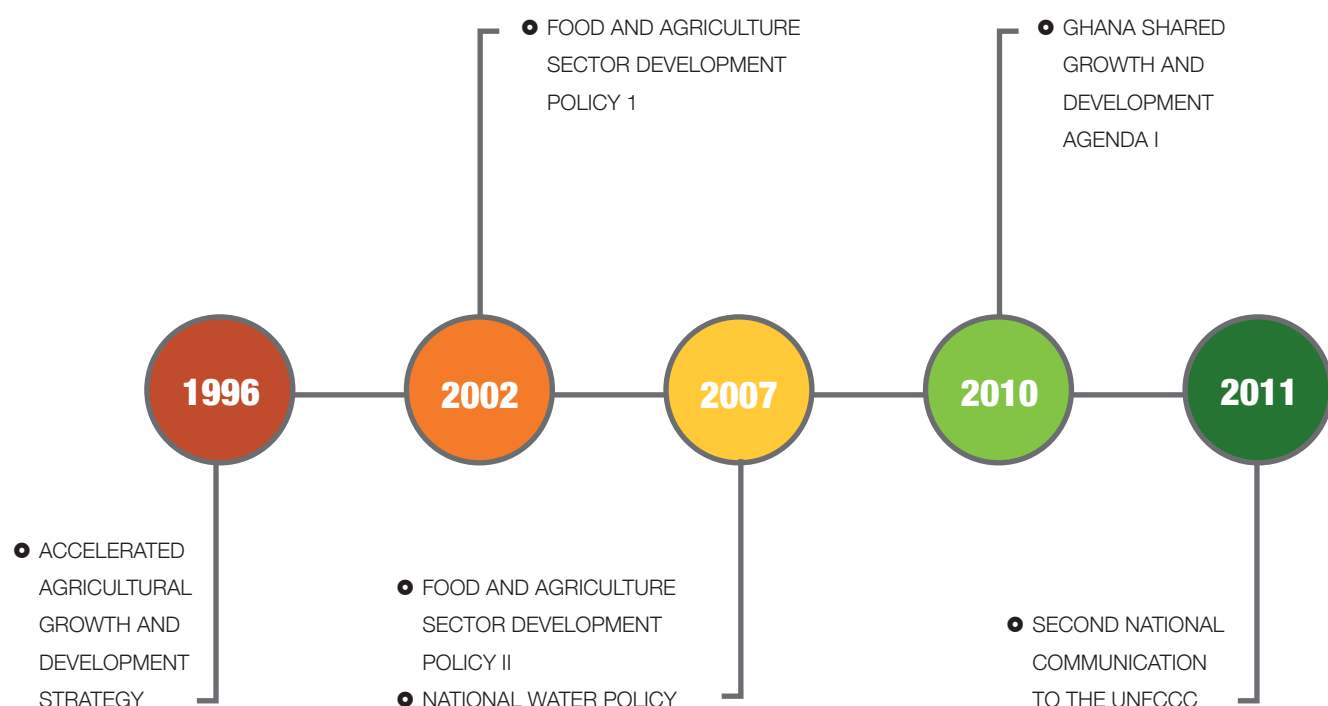 FOOD AND AGRICULTURE
SECTOR DEVELOPMENT
POLICY 1
GHANA SHARED
GROWTH AND
DEVELOPMENT
AGENDA I
1996
2002
2007
2010
2011
ACCELERATED
AGRICULTURAL
GROWTH AND
DEVELOPMENT
STRATEGY
FOOD AND AGRICULTURE
SECTOR DEVELOPMENT
POLICY II
NATIONAL WATER POLICY
SECOND NATIONAL
COMMUNICATION
TO THE UNFCCC